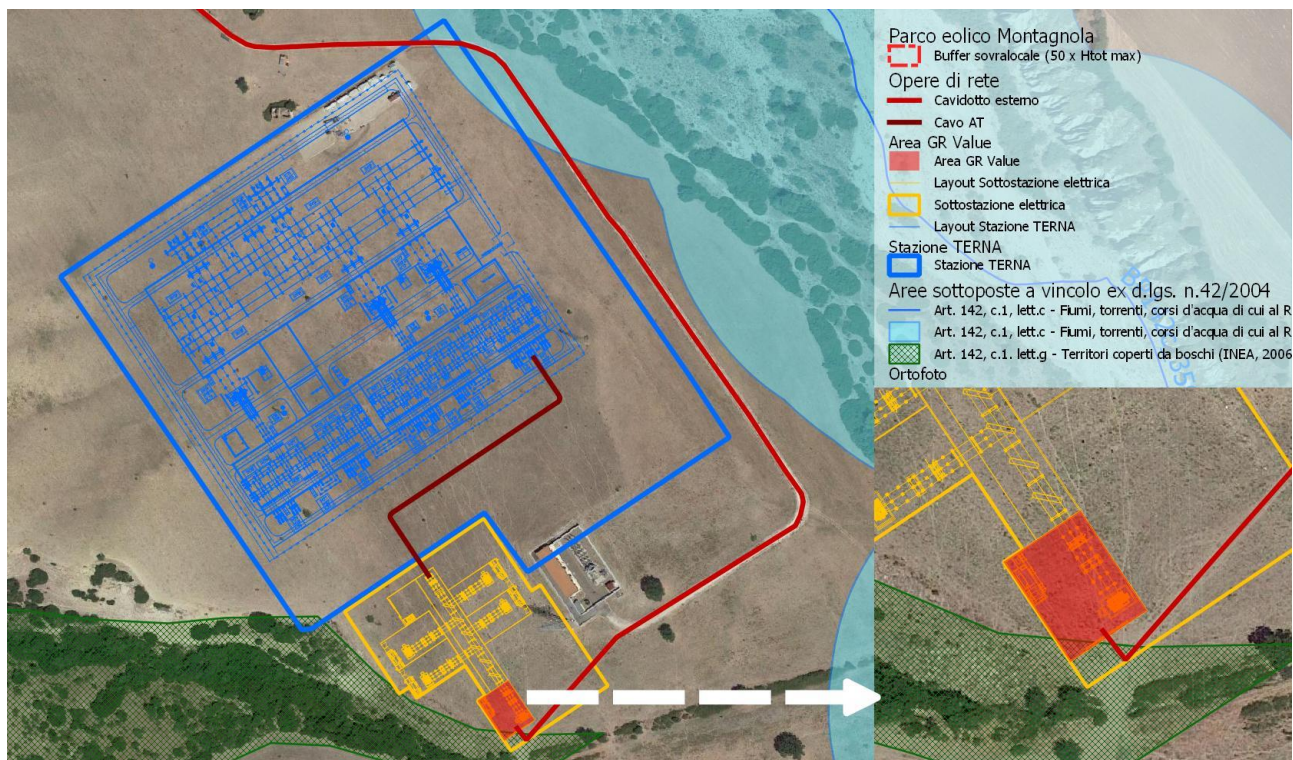 Parco eolico Montagnola
Buffer sovralocale (50 x Htot max)
Opere di rete
Cavidotto esterno
Cavo AT
Area GR Value
Area GR Value
Layout Sottostazione elettrica
Sottostazione elettrica
Layout Stazione TERNA
Stazione TERNA
Stazione TERNA
Aree sottoposte a vincolo ex d.lgs. n.42/2004
Art. 142, c.1, lett.c - Fiumi, torrenti, corsi d'acqua di cui al R
Art. 142, c.1, lett.c - Fiumi, torrenti, corsi d'acqua di cui al R
Art. 142, c.1. lett.g - Territori coperti da boschi (INEA, 2006
Ortofoto